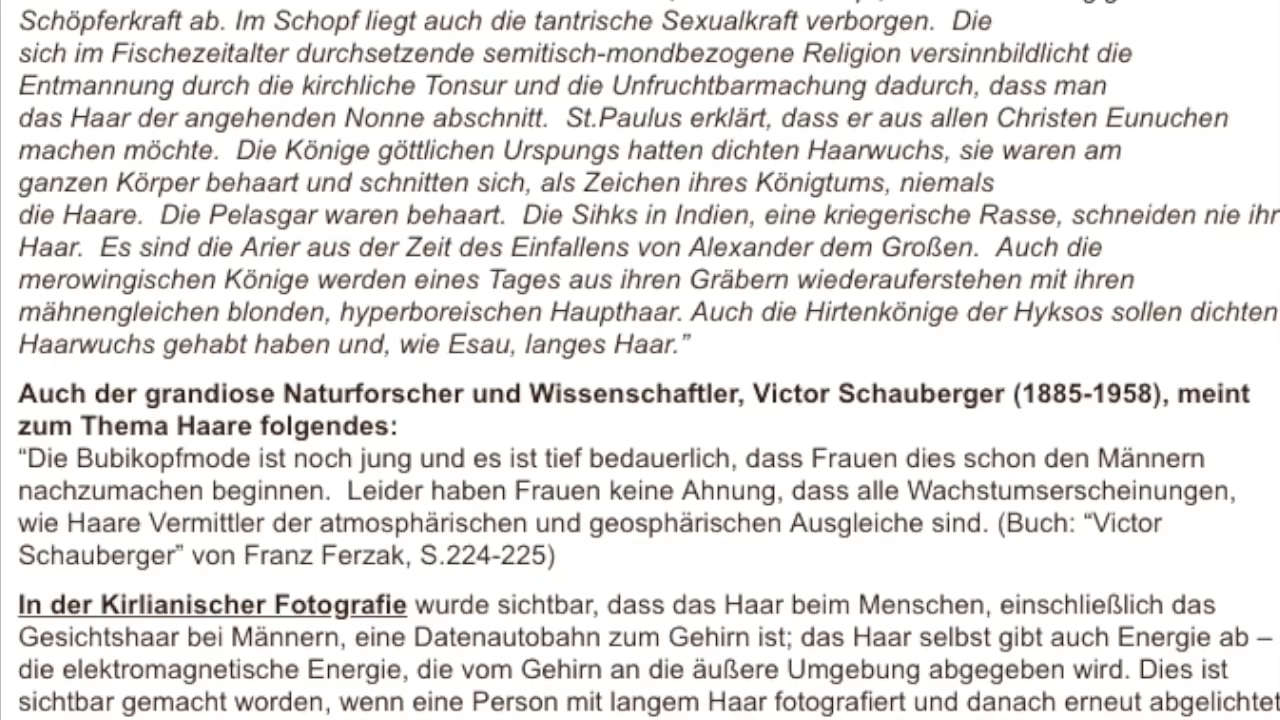 Schöpferkraft ab. Im Schopf liegt auch die tantrische Sexualkraft verborgen.  Die
sich im Fischezeitalter durchsetzende semitisch-mondbezogene Religion versinnbildlicht die
Entmannung durch die kirchliche Tonsur und die Unfruchtbarmachung dadurch, dass man
das Haar der angehenden Nonne abschnitt.  St.Paulus erklärt, dass er aus allen Christen Eunuchen
machen möchte.  Die Könige göttlichen Urspungs hatten dichten Haarwuchs, sie waren am
ganzen Körper behaart und schnitten sich, als Zeichen ihres Königtums, niemals
die Haare.  Die Pelasgar waren behaart.  Die Sihks in Indien, eine kriegerische Rasse, schneiden nie ihr
Haar.  Es sind die Arier aus der Zeit des Einfallens von Alexander dem Großen.  Auch die
merowingischen Könige werden eines Tages aus ihren Gräbern wiederauferstehen mit ihren
mähnengleichen blonden, hyperboreischen Haupthaar. Auch die Hirtenkönige der Hyksos sollen dichten
Haarwuchs gehabt haben und, wie Esau, langes Haar.”
Auch der grandiose Naturforscher und Wissenschaftler, Victor Schauberger (1885-1958), meint
zum Thema Haare folgendes:
“Die Bubikopfmode ist noch jung und es ist tief bedauerlich, dass Frauen dies schon den Männern
nachzumachen beginnen.  Leider haben Frauen keine Ahnung, dass alle Wachstumserscheinungen,
wie Haare Vermittler der atmosphärischen und geosphärischen Ausgleiche sind. (Buch: “Victor
Schauberger” von Franz Ferzak, S.224-225)
In der Kirlianischer Fotografie wurde sichtbar, dass das Haar beim Menschen, einschließlich das
Gesichtshaar bei Männern, eine Datenautobahn zum Gehirn ist; das Haar selbst gibt auch Energie ab –
die elektromagnetische Energie, die vom Gehirn an die äußere Umgebung abgegeben wird. Dies ist
sichtbar gemacht worden, wenn eine Person mit langem Haar fotografiert und danach erneut abgelichtet